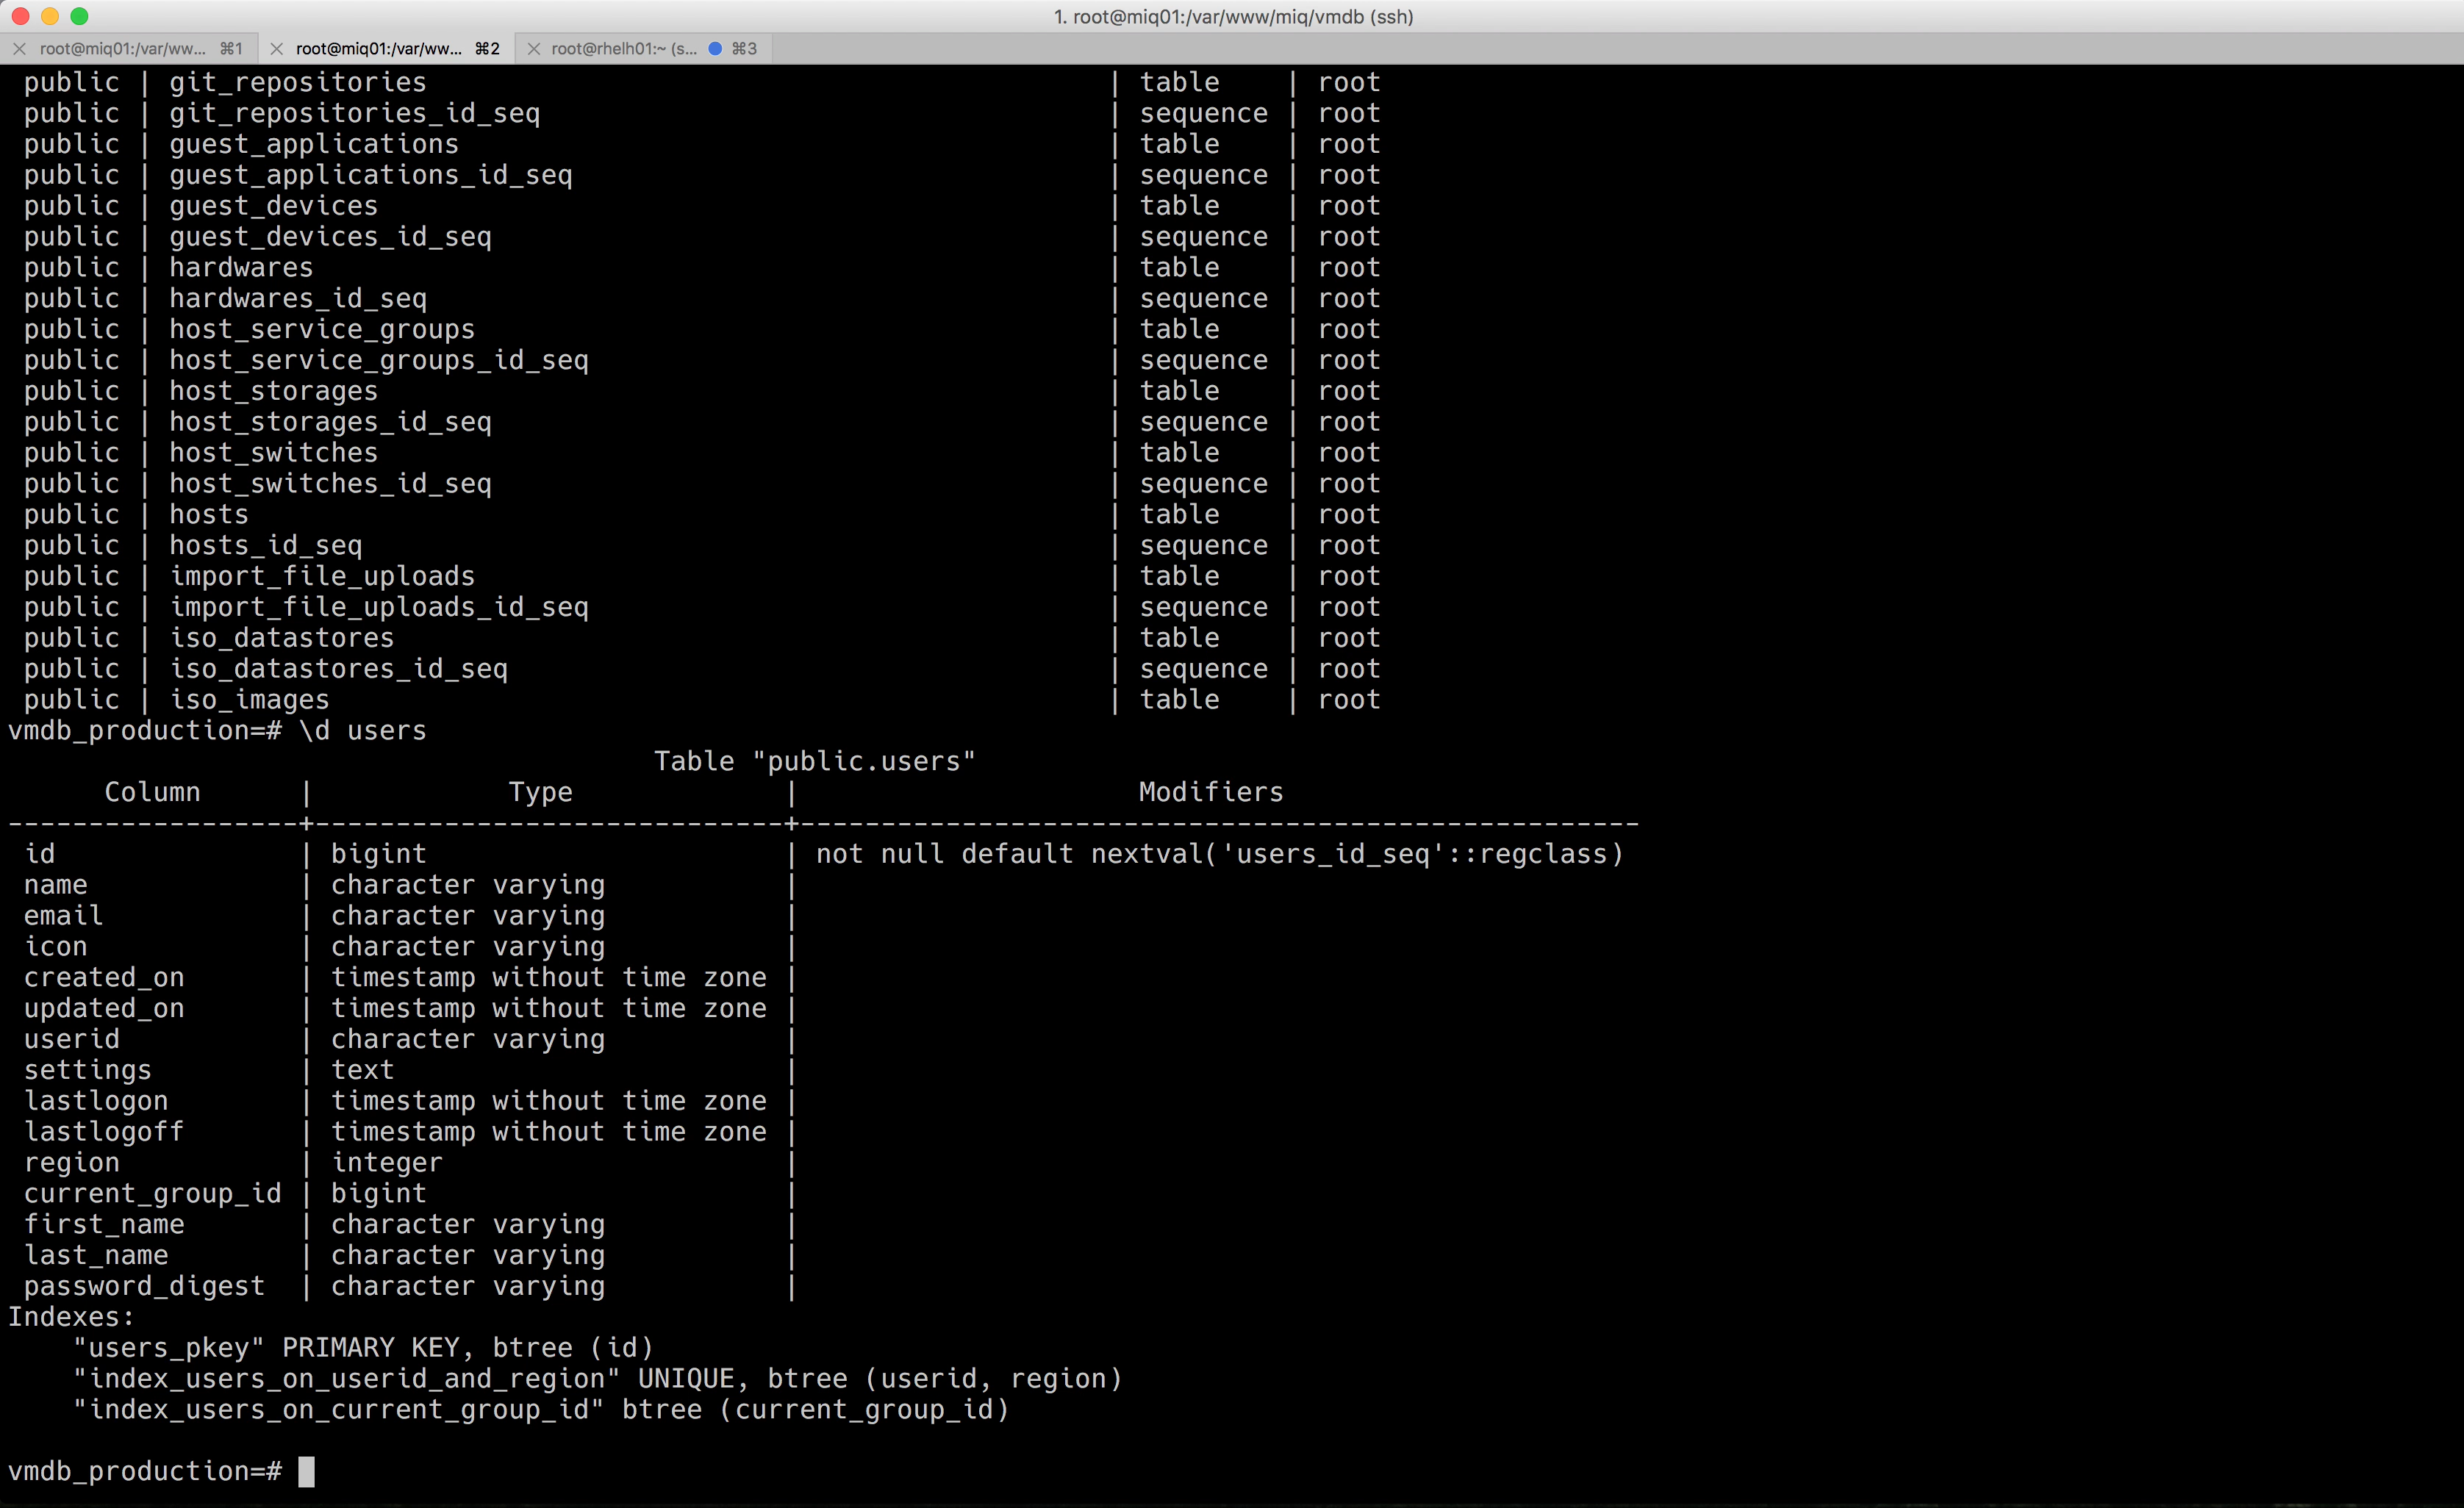 1. root@miq01:/var/www/miq/vmdb (ssh)
root@miq01:/var/ww... ⌘1 root@miq01:/var/ww... ⌘2 root@rhelh01:~ (s... ⌘3
public | git_repositories | table | root
public | git_repositories_id_seq | sequence | root
public | guest_applications | table | root
public | guest_applications_id_seq | sequence | root
public | guest_devices | table | root
public | guest_devices_id_seq | sequence | root
public | hardwares | table | root
public | hardwares_id_seq | sequence | root
public | host_service_groups | table | root
public | host_service_groups_id_seq | sequence | root
public | host_storages | table | root
public | host_storages_id_seq | sequence | root
public | host_switches | table | root
public | host_switches_id_seq | sequence | root
public | hosts | table | root
public | hosts_id_seq | sequence | root
public | import_file_uploads | table | root
public | import_file_uploads_id_seq | sequence | root
public | iso_datastores | table | root
public | iso_datastores_id_seq | sequence | root
public | iso_images | table | root
vmdb_production=# \d users
Table "public.users"
Column | Type | Modifiers
------------------+-----------------------------+----------------------------------------------------
id | bigint | not null default nextval('users_id_seq'::regclass)
name | character varying |
email | character varying |
icon | character varying |
created_on | timestamp without time zone |
updated_on | timestamp without time zone |
userid | character varying |
settings | text |
lastlogon | timestamp without time zone |
lastlogoff | timestamp without time zone |
region | integer |
current_group_id | bigint |
first_name | character varying |
last_name | character varying |
password_digest | character varying |
Indexes:
"users_pkey" PRIMARY KEY, btree (id)
"index_users_on_userid_and_region" UNIQUE, btree (userid, region)
"index_users_on_current_group_id" btree (current_group_id)
vmdb_production=#